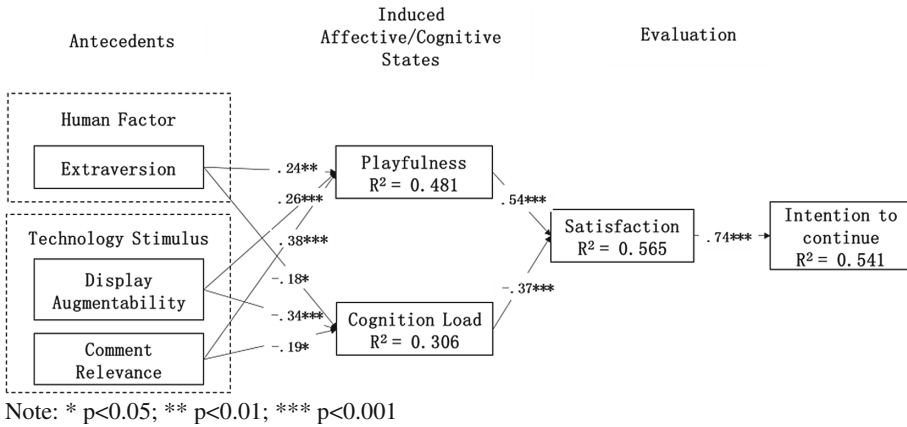 Antecedents
Induced
Affective/Cognitive
States
Evaluation
Human Factor
Extraversion
Technology Stimulus
Display
Augmentability
Comment
Relevance
.24**
.26***
.38***
-.18*
-.34***
-.19*
Playfulness
R² = 0.481
Cognition Load
R² = 0.306
.54***
-.37***
Satisfaction
R² = 0.565
.74***
Intention to
continue
R² = 0.541
Note: * p<0.05; ** p<0.01; *** p<0.001